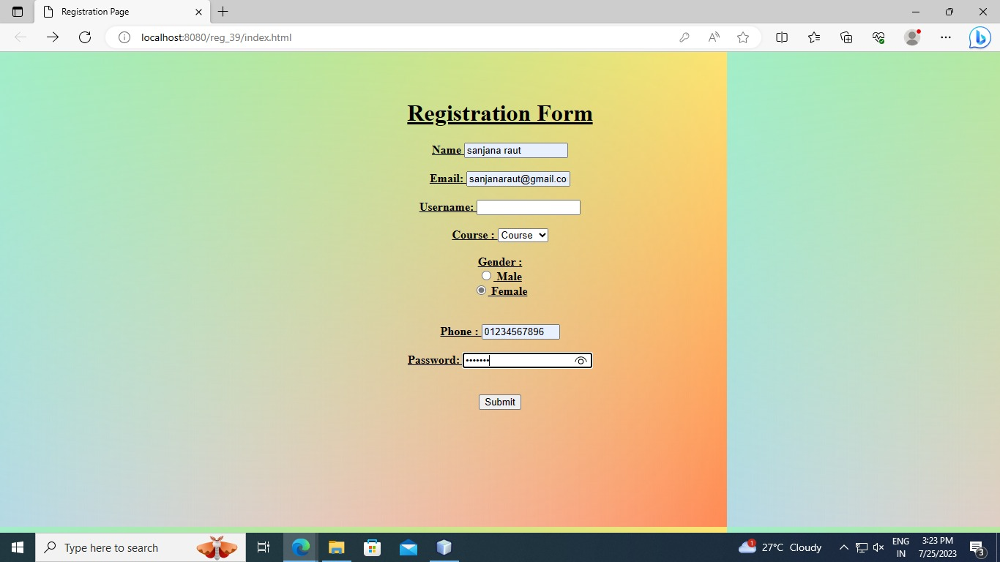 Registration Page
localhost:8080/reg_39/index.html
Registration Form
Name sanjana raut
Email: sanjanaraut@gmail.co
Username:
Course : Course
Gender :
Male
Female
Phone : 01234567896
Password: •••••••
Submit
Type here to search
1
27°C Cloudy
ENG
IN
3:23 PM
7/25/2023
3